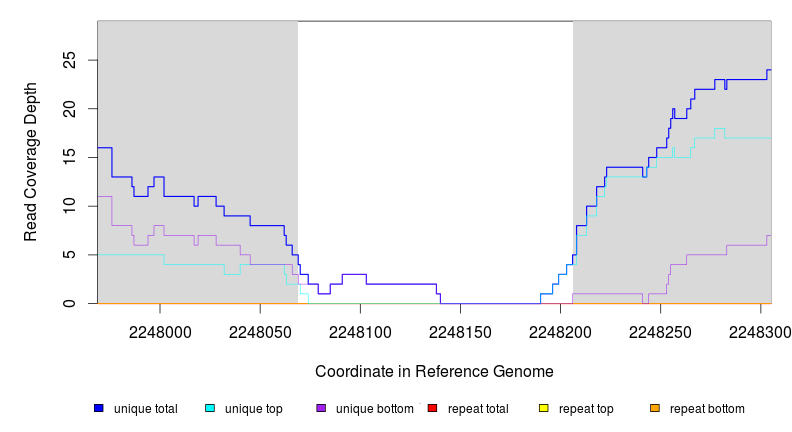 Read Coverage Depth
25
20
15
10
5
0
2248000 2248050 2248100 2248150 2248200 2248250 2248300
Coordinate in Reference Genome
unique total unique top unique bottom repeat total repeat top repeat bottom